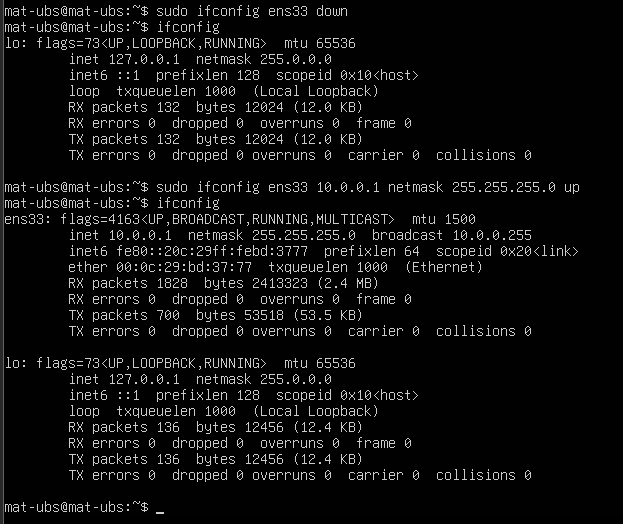 mat-ubs@mat-ubs:~$ sudo ifconfig ens33 down
mat-ubs@mat-ubs:~$ ifconfig
lo: flags=73<UP,LOOPBACK,RUNNING>  mtu 65536
        inet 127.0.0.1  netmask 255.0.0.0
        inet6 ::1  prefixlen 128  scopeid 0x10<host>
        loop  txqueuelen 1000  (Local Loopback)
        RX packets 132  bytes 12024 (12.0 KB)
        RX errors 0  dropped 0  overruns 0  frame 0
        TX packets 132  bytes 12024 (12.0 KB)
        TX errors 0  dropped 0 overruns 0  carrier 0  collisions 0

mat-ubs@mat-ubs:~$ sudo ifconfig ens33 10.0.0.1 netmask 255.255.255.0 up
mat-ubs@mat-ubs:~$ ifconfig
ens33: flags=4163<UP,BROADCAST,RUNNING,MULTICAST>  mtu 1500
        inet 10.0.0.1  netmask 255.255.255.0  broadcast 10.0.0.255
        inet6 fe80::20c:29ff:febd:3777  prefixlen 64  scopeid 0x20<link>
        ether 00:0c:29:bd:37:77  txqueuelen 1000  (Ethernet)
        RX packets 1828  bytes 2413323 (2.4 MB)
        RX errors 0  dropped 0  overruns 0  frame 0
        TX packets 700  bytes 53518 (53.5 KB)
        TX errors 0  dropped 0 overruns 0  carrier 0  collisions 0

lo: flags=73<UP,LOOPBACK,RUNNING>  mtu 65536
        inet 127.0.0.1  netmask 255.0.0.0
        inet6 ::1  prefixlen 128  scopeid 0x10<host>
        loop  txqueuelen 1000  (Local Loopback)
        RX packets 136  bytes 12456 (12.4 KB)
        RX errors 0  dropped 0  overruns 0  frame 0
        TX packets 136  bytes 12456 (12.4 KB)
        TX errors 0  dropped 0 overruns 0  carrier 0  collisions 0

mat-ubs@mat-ubs:~$ _